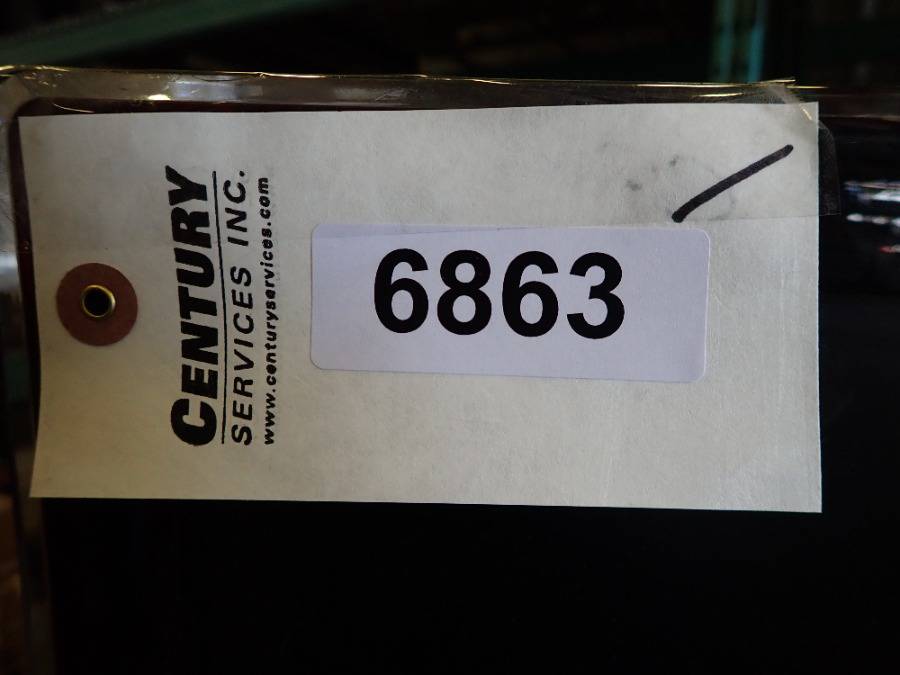 CENTURY
SERVICES INC.
www.centuryservices.com
6863